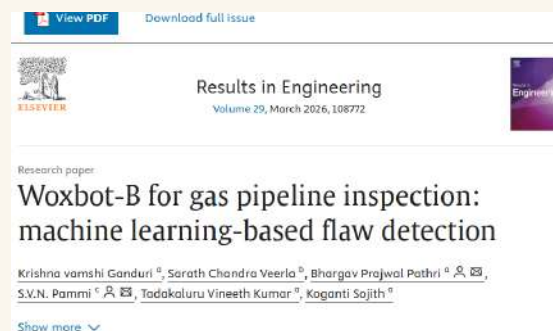 View PDF
Download full issue
ELSEVIER
Results in Engineering
Volume 29, March 2026, 108772
Engineering
Research paper
Woxbot-B for gas pipeline inspection:
machine learning-based flaw detection
Krishna vamshi Ganduri ᵃ, Sarath Chandra Veerla ᵇ, Bhargav Prajwal Pathri ᵃ,
S.V.N. Pammi ᶜ, Tadakaluru Vineeth Kumar ᵃ, Koganti Sojith ᵃ
Show more